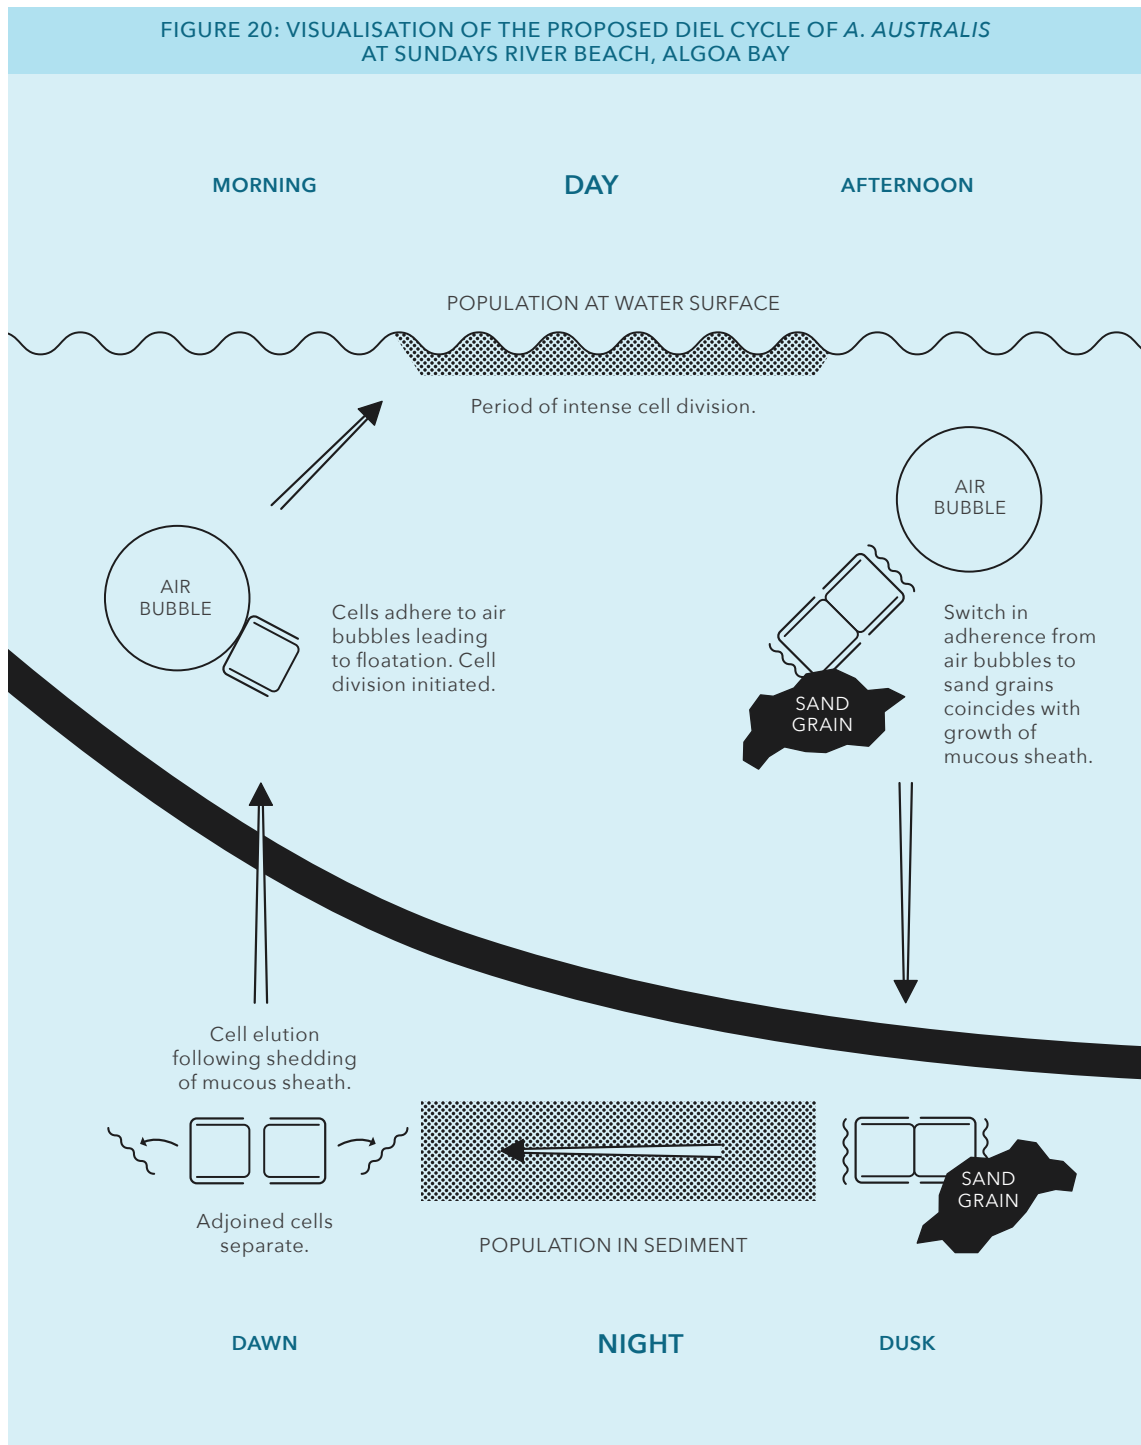 FIGURE 20: VISUALISATION OF THE PROPOSED DIEL CYCLE OF A. AUSTRALIS
AT SUNDAYS RIVER BEACH, ALGOA BAY
MORNING
DAY
AFTERNOON
POPULATION AT WATER SURFACE
Period of intense cell division.
AIR
BUBBLE
AIR
BUBBLE
Cells adhere to air
bubbles leading
to floatation. Cell
division initiated.
Switch in
adherence from
air bubbles to
sand grains
coincides with
growth of
mucous sheath.
SAND
GRAIN
Cell elution
following shedding
of mucous sheath.
Adjoined cells
separate.
POPULATION IN SEDIMENT
SAND
GRAIN
DAWN
NIGHT
DUSK